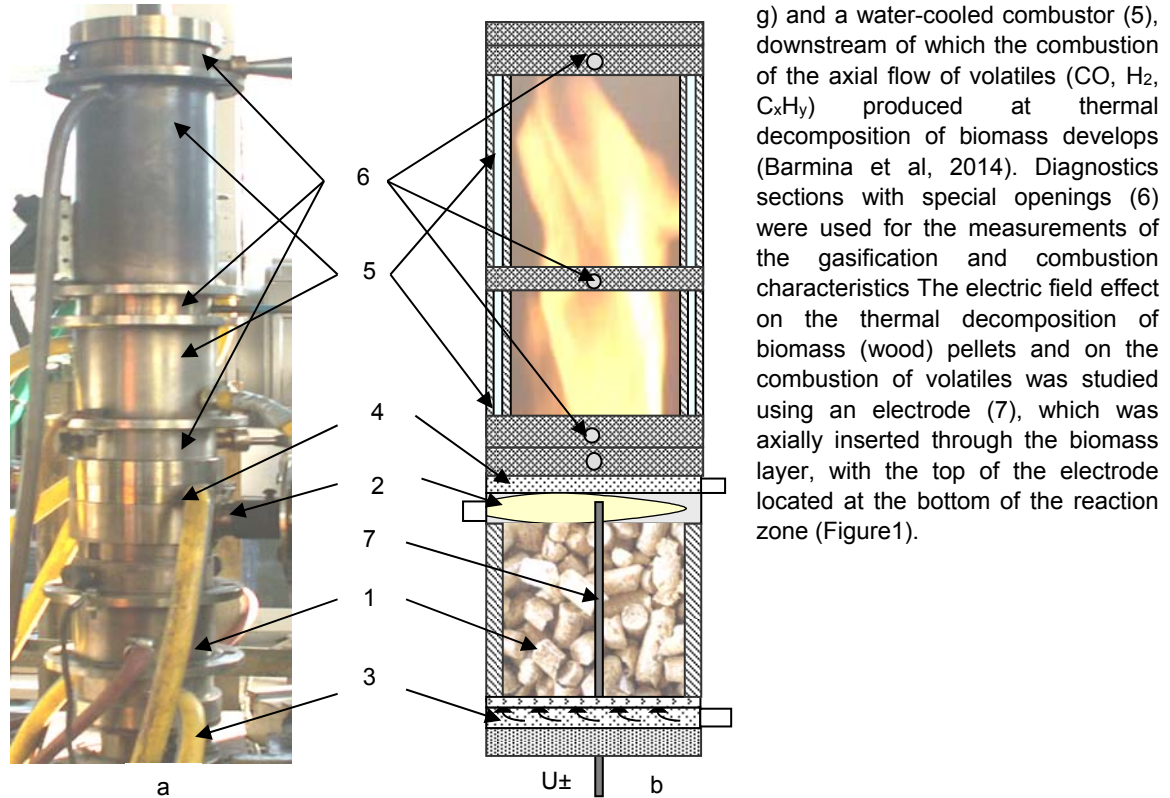 6
5
4
2
7
1
3
a
U±
b
g) and a water-cooled combustor (5),
downstream of which the combustion
of the axial flow of volatiles (CO, H₂,
CₓHᵧ) produced at thermal
decomposition of biomass develops
(Barmina et al, 2014). Diagnostics
sections with special openings (6)
were used for the measurements of
the gasification and combustion
characteristics The electric field effect
on the thermal decomposition of
biomass (wood) pellets and on the
combustion of volatiles was studied
using an electrode (7), which was
axially inserted through the biomass
layer, with the top of the electrode
located at the bottom of the reaction
zone (Figure1).